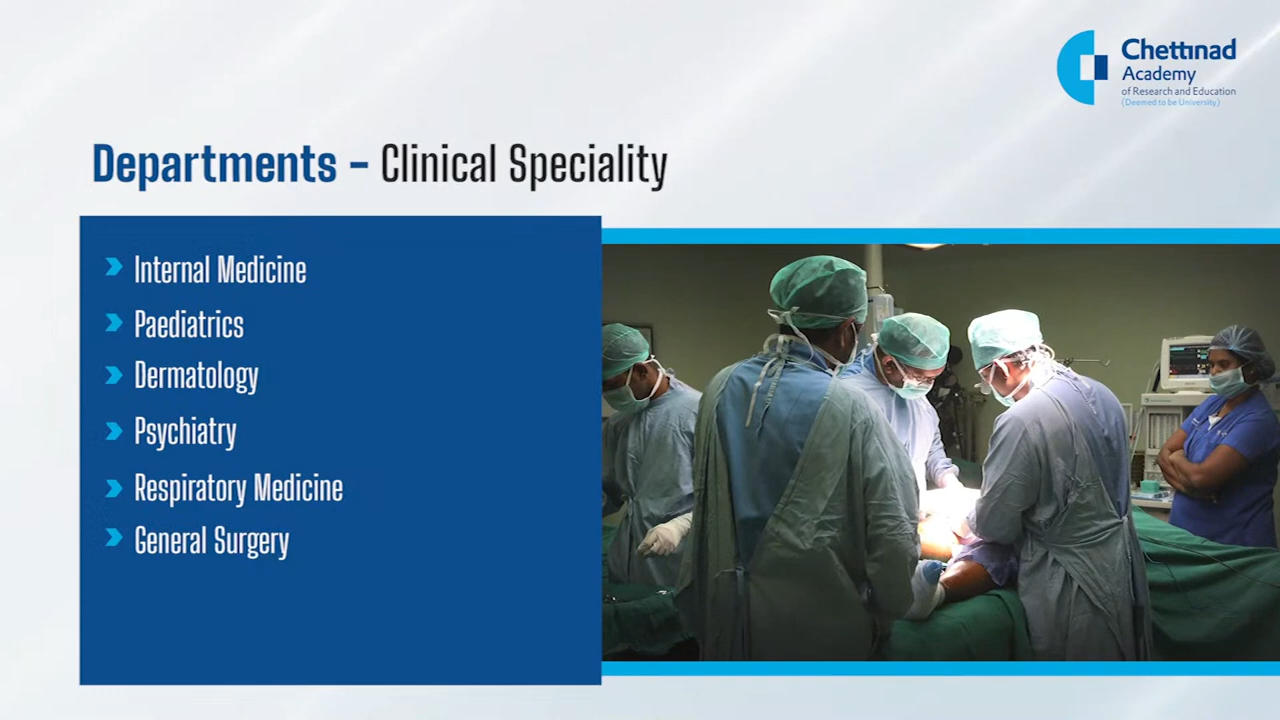 Chettinad
Academy
of Research and Education
(Deemed to be University)
Departments - Clinical Speciality
Internal Medicine
Paediatrics
Dermatology
Psychiatry
Respiratory Medicine
General Surgery